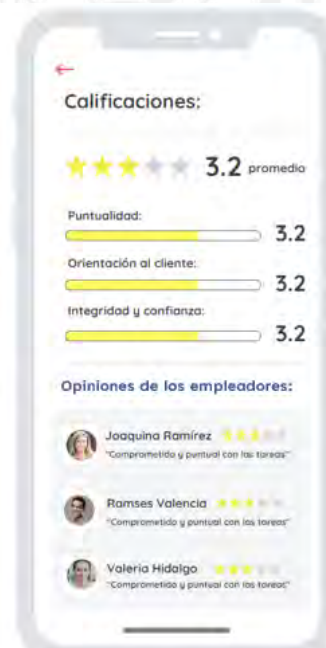 Calificaciones:
3.2 promedio
Puntualidad:
3.2
Orientación al cliente:
3.2
Integridad y confianza:
3.2
Opiniones de los empleadores:
Joaquina Ramírez
"Comprometido y puntual con las tareas"
Ramses Valencia
"Comprometido y puntual con las tareas"
Valeria Hidalgo
"Comprometido y puntual con las tareas"